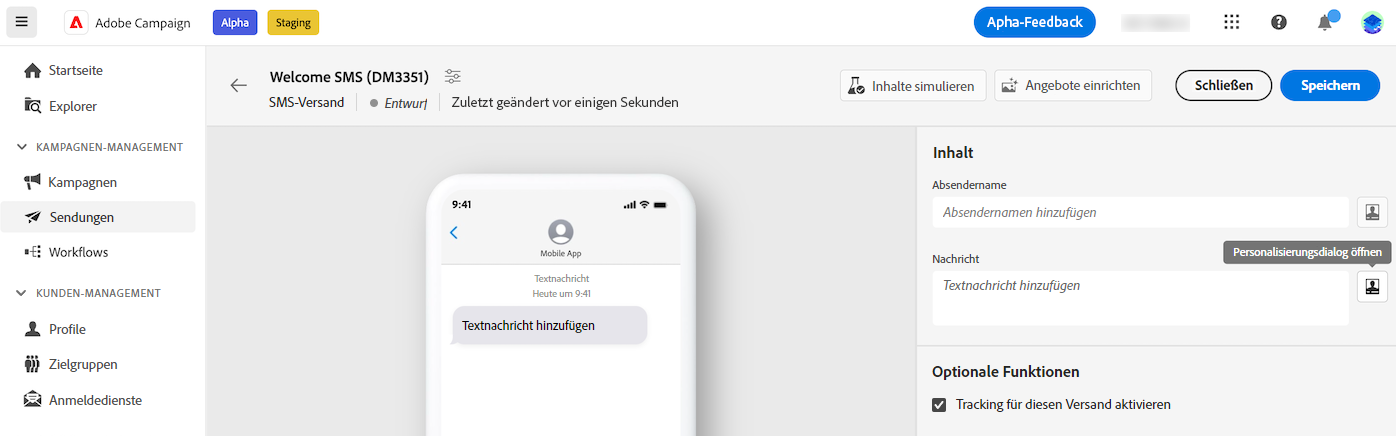 Adobe Campaign
Alpha
Staging
Apha-Feedback
Startseite
Explorer
KAMPAGNEN-MANAGEMENT
Kampagnen
Sendungen
Workflows
KUNDEN-MANAGEMENT
Profile
Zielgruppen
Anmeldedienste
Welcome SMS (DM3351)
SMS-Versand
Entwurf
Zuletzt geändert vor einigen Sekunden
Inhalte simulieren
Angebote einrichten
Schließen
Speichern
9:41
Mobile App
Textnachricht
Heute um 9:41
Textnachricht hinzufügen
Inhalt
Absendername
Absendernamen hinzufügen
Personalisierungsdialog öffnen
Nachricht
Textnachricht hinzufügen
Optionale Funktionen
Tracking für diesen Versand aktivieren